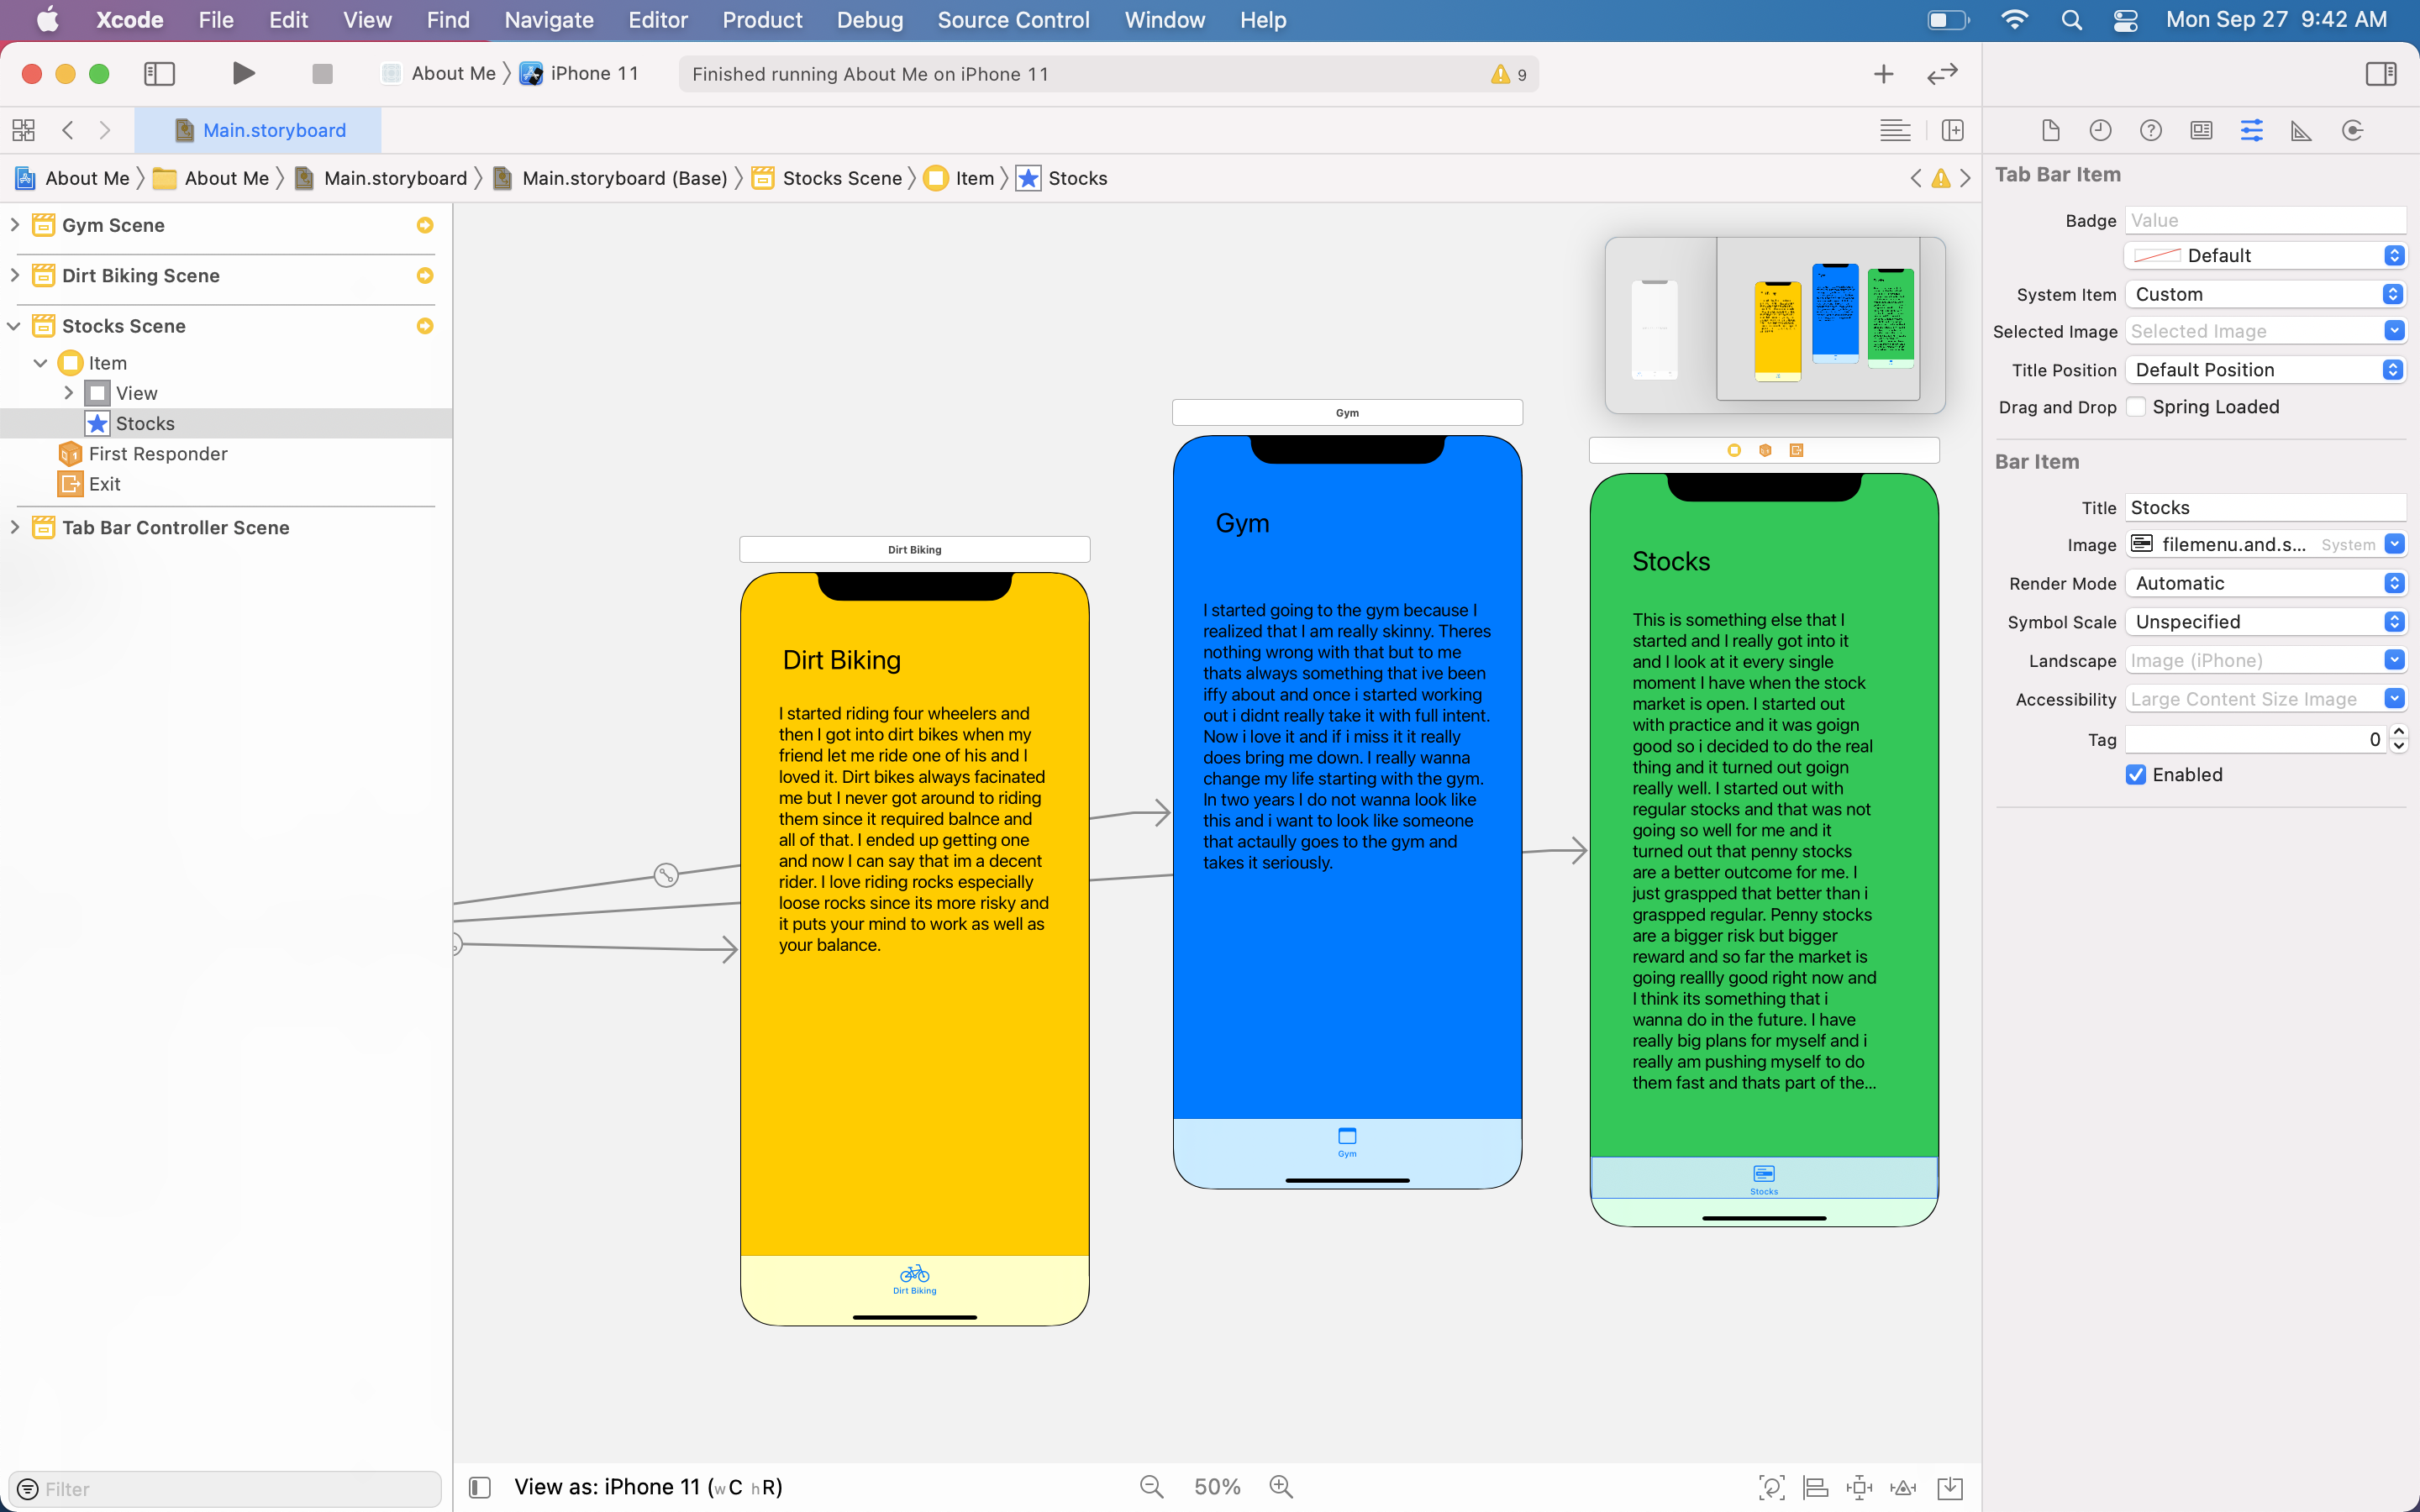 Xcode File Edit View Find Navigate Editor Product Debug Source Control Window Help Mon Sep 27 9:42 AM
About Me iPhone 11
Finished running About Me on iPhone 11 9
Main.storyboard
About Me About Me Main.storyboard Main.storyboard (Base) Stocks Scene Item Stocks
Gym Scene
Dirt Biking Scene
Stocks Scene
Item
View
Stocks
First Responder
Exit
Tab Bar Controller Scene
Filter
Dirt Biking
Dirt Biking
I started riding four wheelers and
then I got into dirt bikes when my
friend let me ride one of his and I
loved it. Dirt bikes always facinated
me but I never got around to riding
them since it required balnce and
all of that. I ended up getting one
and now I can say that im a decent
rider. I love riding rocks especially
loose rocks since its more risky and
it puts your mind to work as well as
your balance.
Dirt Biking
Gym
Gym
I started going to the gym because I
realized that I am really skinny. Theres
nothing wrong with that but to me
thats always something that ive been
iffy about and once i started working
out i didnt really take it with full intent.
Now i love it and if i miss it it really
does bring me down. I really wanna
change my life starting with the gym.
In two years I do not wanna look like
this and i want to look like someone
that actaully goes to the gym and
takes it seriously.
Gym
Stocks
This is something else that I
started and I really got into it
and I look at it every single
moment I have when the stock
market is open. I started out
with practice and it was goign
good so i decided to do the real
thing and it turned out goign
really well. I started out with
regular stocks and that was not
going so well for me and it
turned out that penny stocks
are a better outcome for me. I
just graspped that better than i
graspped regular. Penny stocks
are a bigger risk but bigger
reward and so far the market is
going reallly good right now and
I think its something that i
wanna do in the future. I have
really big plans for myself and i
really am pushing myself to do
them fast and thats part of the...
Stocks
View as: iPhone 11 (wC hR)
50%
Tab Bar Item
Badge Value
Default
System Item Custom
Selected Image Selected Image
Title Position Default Position
Drag and Drop Spring Loaded
Bar Item
Title Stocks
Image filemenu.and.s... System
Render Mode Automatic
Symbol Scale Unspecified
Landscape Image (iPhone)
Accessibility Large Content Size Image
Tag 0
Enabled